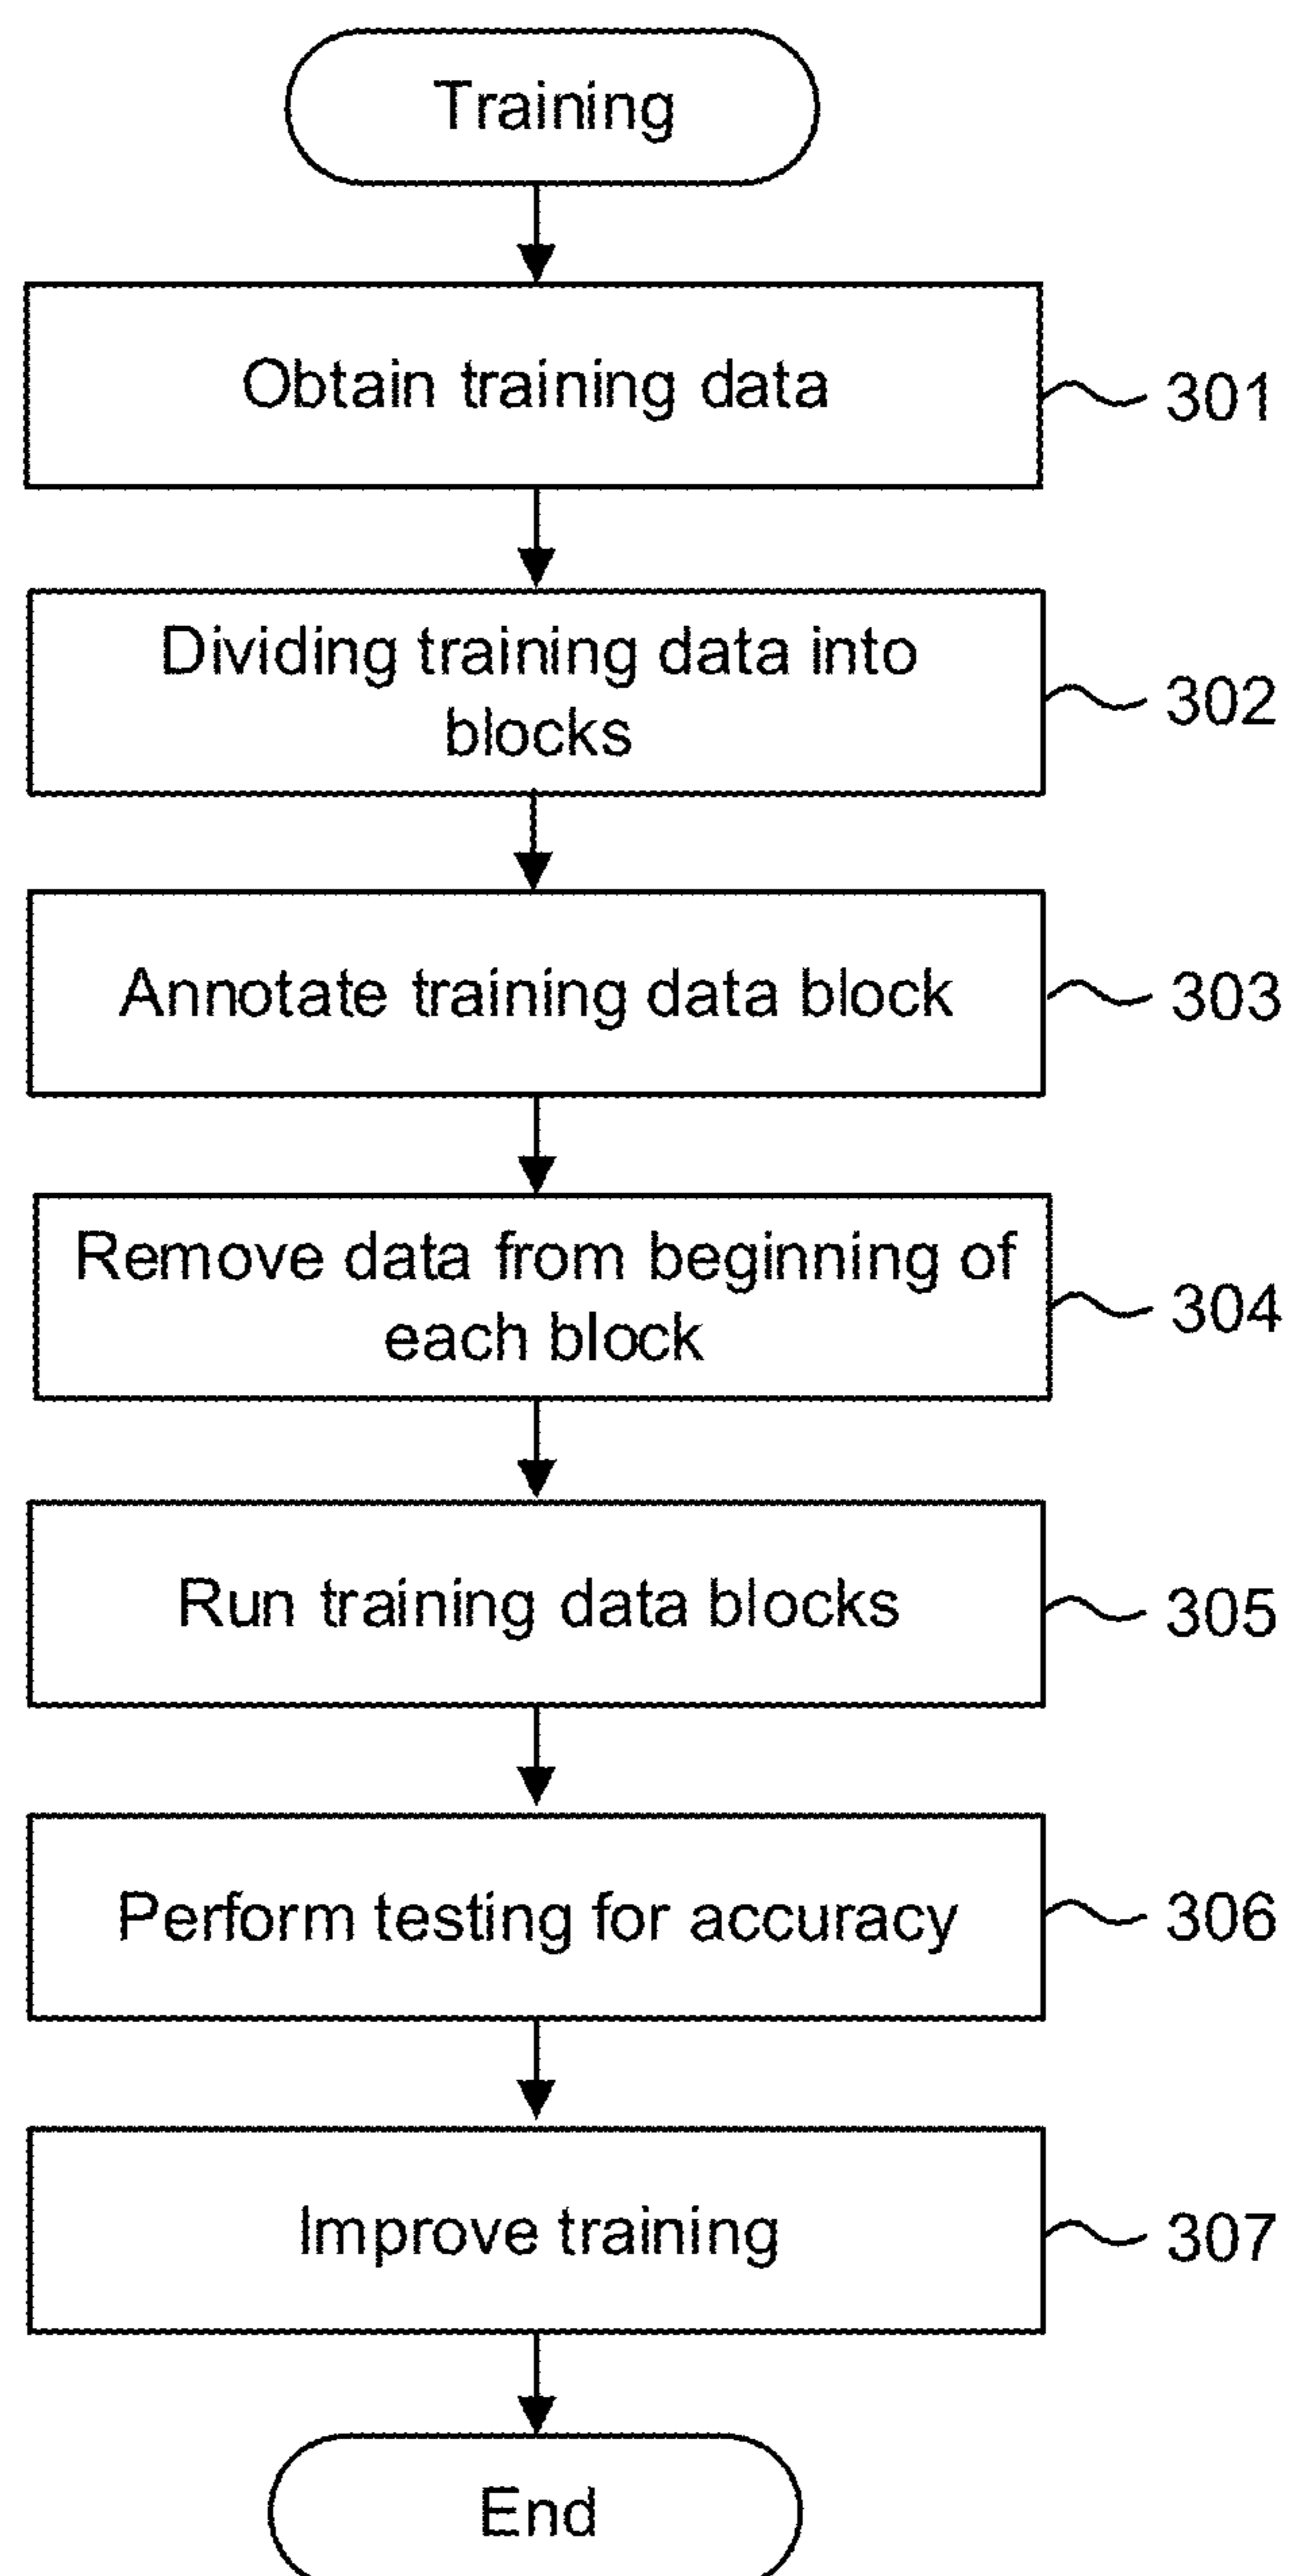 Training
Obtain training data
301
Dividing training data into
blocks
302
Annotate training data block
303
Remove data from beginning of
each block
304
Run training data blocks
305
Perform testing for accuracy
306
Improve training
307
End